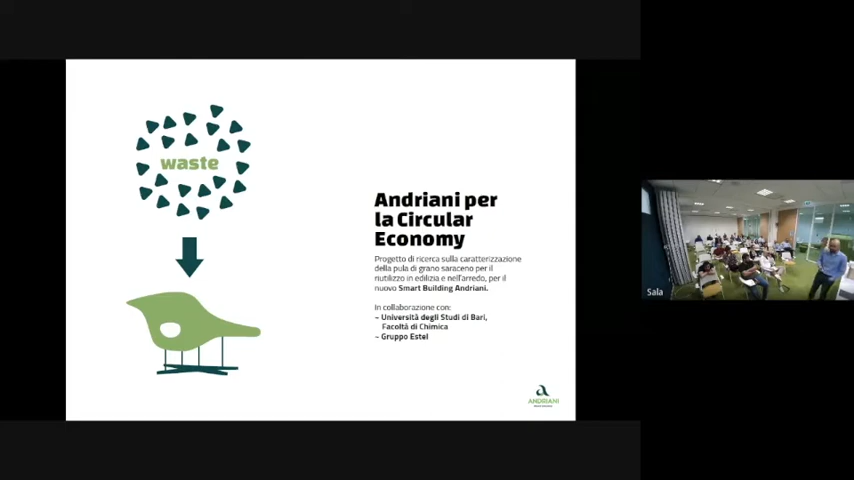 waste
Andriani per
la Circular
Economy
Progetto di ricerca sulla caratterizzazione
della pula di grano saraceno per il
riutilizzo in edilizia e nell'arredo, per il
nuovo Smart Building Andriani.
In collaborazione con:
– Università degli Studi di Bari,
Facoltà di Chimica
– Gruppo Estel
ANDRIANI
Sala